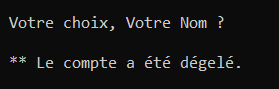 Votre choix, Votre Nom ?
** Le compte a été dégelé.